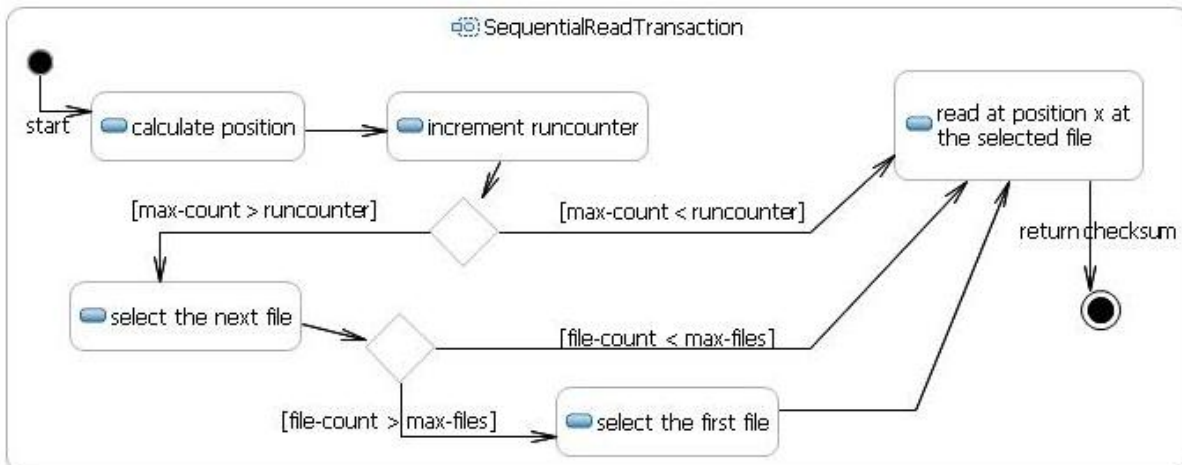 SequentialReadTransaction
start
calculate position
increment runcounter
read at position x at
the selected file
[max-count > runcounter]
[max-count < runcounter]
return checksum
select the next file
[file-count < max-files]
[file-count > max-files]
select the first file